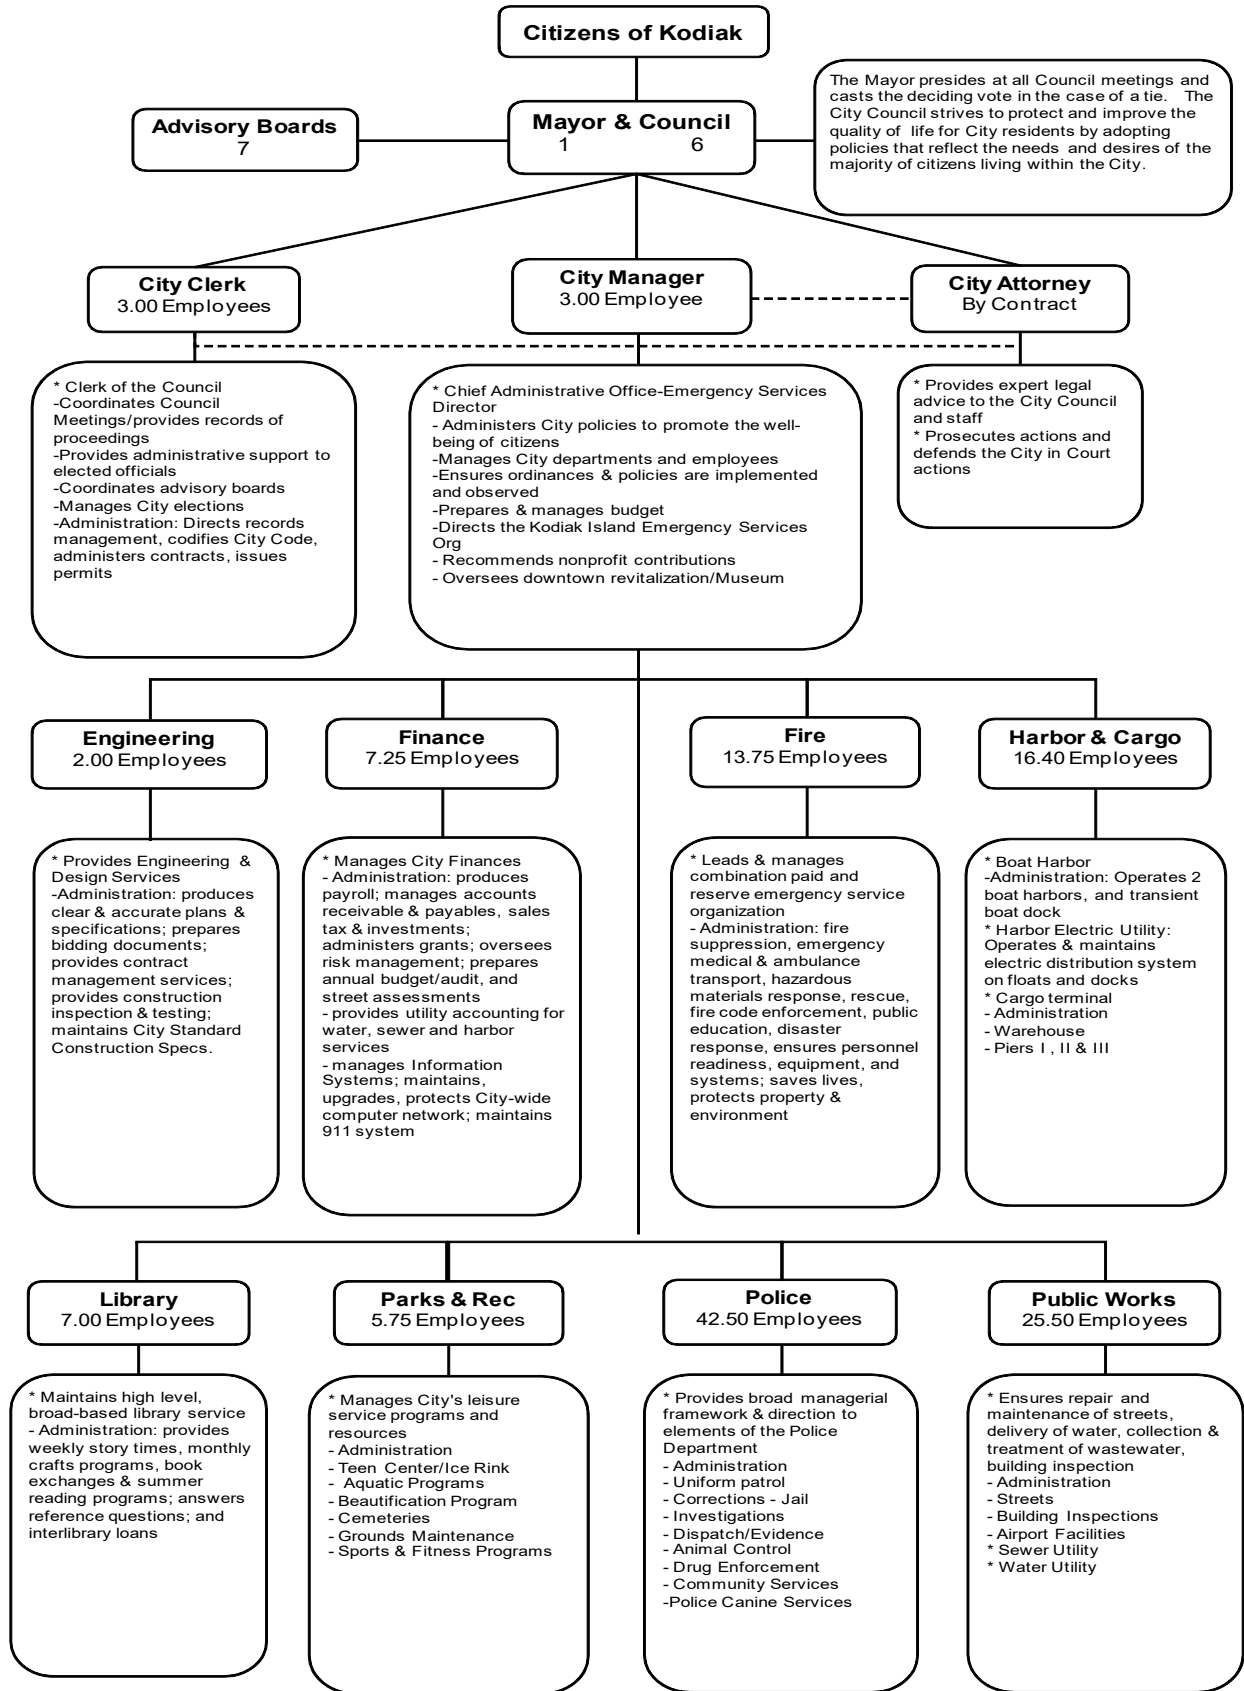 Citizens of Kodiak
Advisory Boards
7
Mayor & Council
1 6
The Mayor presides at all Council meetings and
casts the deciding vote in the case of a tie. The
City Council strives to protect and improve the
quality of life for City residents by adopting
policies that reflect the needs and desires of the
majority of citizens living within the City.
City Clerk
3.00 Employees
City Manager
3.00 Employee
City Attorney
By Contract
* Clerk of the Council
-Coordinates Council
Meetings/provides records of
proceedings
-Provides administrative support to
elected officials
-Coordinates advisory boards
-Manages City elections
-Administration: Directs records
management, codifies City Code,
administers contracts, issues
permits
* Chief Administrative Office-Emergency Services
Director
- Administers City policies to promote the well-
being of citizens
-Manages City departments and employees
-Ensures ordinances & policies are implemented
and observed
-Prepares & manages budget
-Directs the Kodiak Island Emergency Services
Org
- Recommends nonprofit contributions
- Oversees downtown revitalization/Museum
* Provides expert legal
advice to the City Council
and staff
* Prosecutes actions and
defends the City in Court
actions
Engineering
2.00 Employees
Finance
7.25 Employees
Fire
13.75 Employees
Harbor & Cargo
16.40 Employees
* Provides Engineering &
Design Services
-Administration: produces
clear & accurate plans &
specifications; prepares
bidding documents;
provides contract
management services;
provides construction
inspection & testing;
maintains City Standard
Construction Specs.
* Manages City Finances
- Administration: produces
payroll; manages accounts
receivable & payables, sales
tax & investments;
administers grants; oversees
risk management; prepares
annual budget/audit, and
street assessments
- provides utility accounting for
water, sewer and harbor
services
- manages Information
Systems; maintains,
upgrades, protects City-wide
computer network; maintains
911 system
* Leads & manages
combination paid and
reserve emergency service
organization
- Administration: fire
suppression, emergency
medical & ambulance
transport, hazardous
materials response, rescue,
fire code enforcement, public
education, disaster
response, ensures personnel
readiness, equipment, and
systems; saves lives,
protects property &
environment
* Boat Harbor
-Administration: Operates 2
boat harbors, and transient
boat dock
* Harbor Electric Utility:
Operates & maintains
electric distribution system
on floats and docks
* Cargo terminal
- Administration
- Warehouse
- Piers I , II & III
Library
7.00 Employees
Parks & Rec
5.75 Employees
Police
42.50 Employees
Public Works
25.50 Employees
* Maintains high level,
broad-based library service
- Administration: provides
weekly story times, monthly
crafts programs, book
exchanges & summer
reading programs; answers
reference questions; and
interlibrary loans
* Manages City's leisure
service programs and
resources
- Administration
- Teen Center/Ice Rink
- Aquatic Programs
- Beautification Program
- Cemeteries
- Grounds Maintenance
- Sports & Fitness Programs
* Provides broad managerial
framework & direction to
elements of the Police
Department
- Administration
- Uniform patrol
- Corrections - Jail
- Investigations
- Dispatch/Evidence
- Animal Control
- Drug Enforcement
- Community Services
-Police Canine Services
* Ensures repair and
maintenance of streets,
delivery of water, collection &
treatment of wastewater,
building inspection
- Administration
- Streets
- Building Inspections
- Airport Facilities
* Sewer Utility
* Water Utility